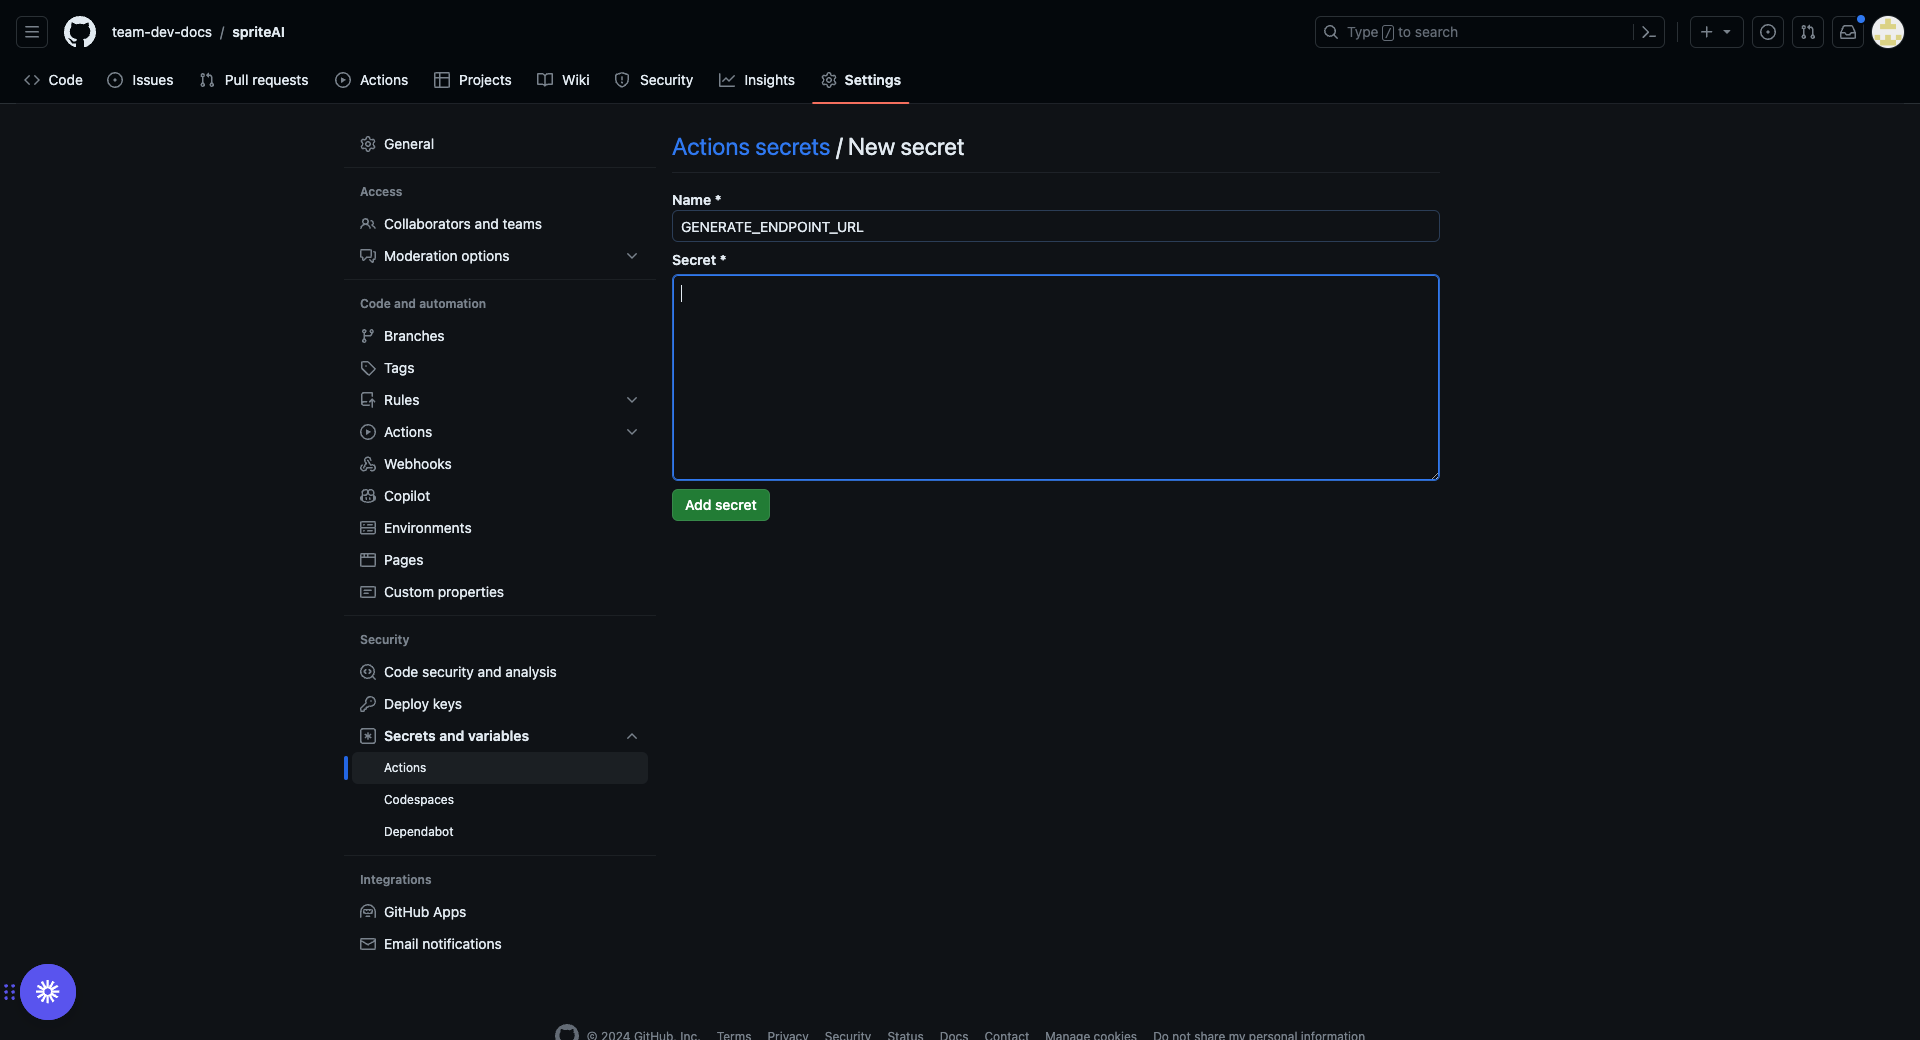 team-dev-docs / spriteAI
Type / to search
Code Issues Pull requests Actions Projects Wiki Security Insights Settings
General
Access
Collaborators and teams
Moderation options
Code and automation
Branches
Tags
Rules
Actions
Webhooks
Copilot
Environments
Pages
Custom properties
Security
Code security and analysis
Deploy keys
Secrets and variables
Actions
Codespaces
Dependabot
Integrations
GitHub Apps
Email notifications
Actions secrets / New secret
Name *
GENERATE_ENDPOINT_URL
Secret *
Add secret
© 2024 GitHub, Inc. Terms Privacy Security Status Docs Contact Manage cookies Do not share my personal information